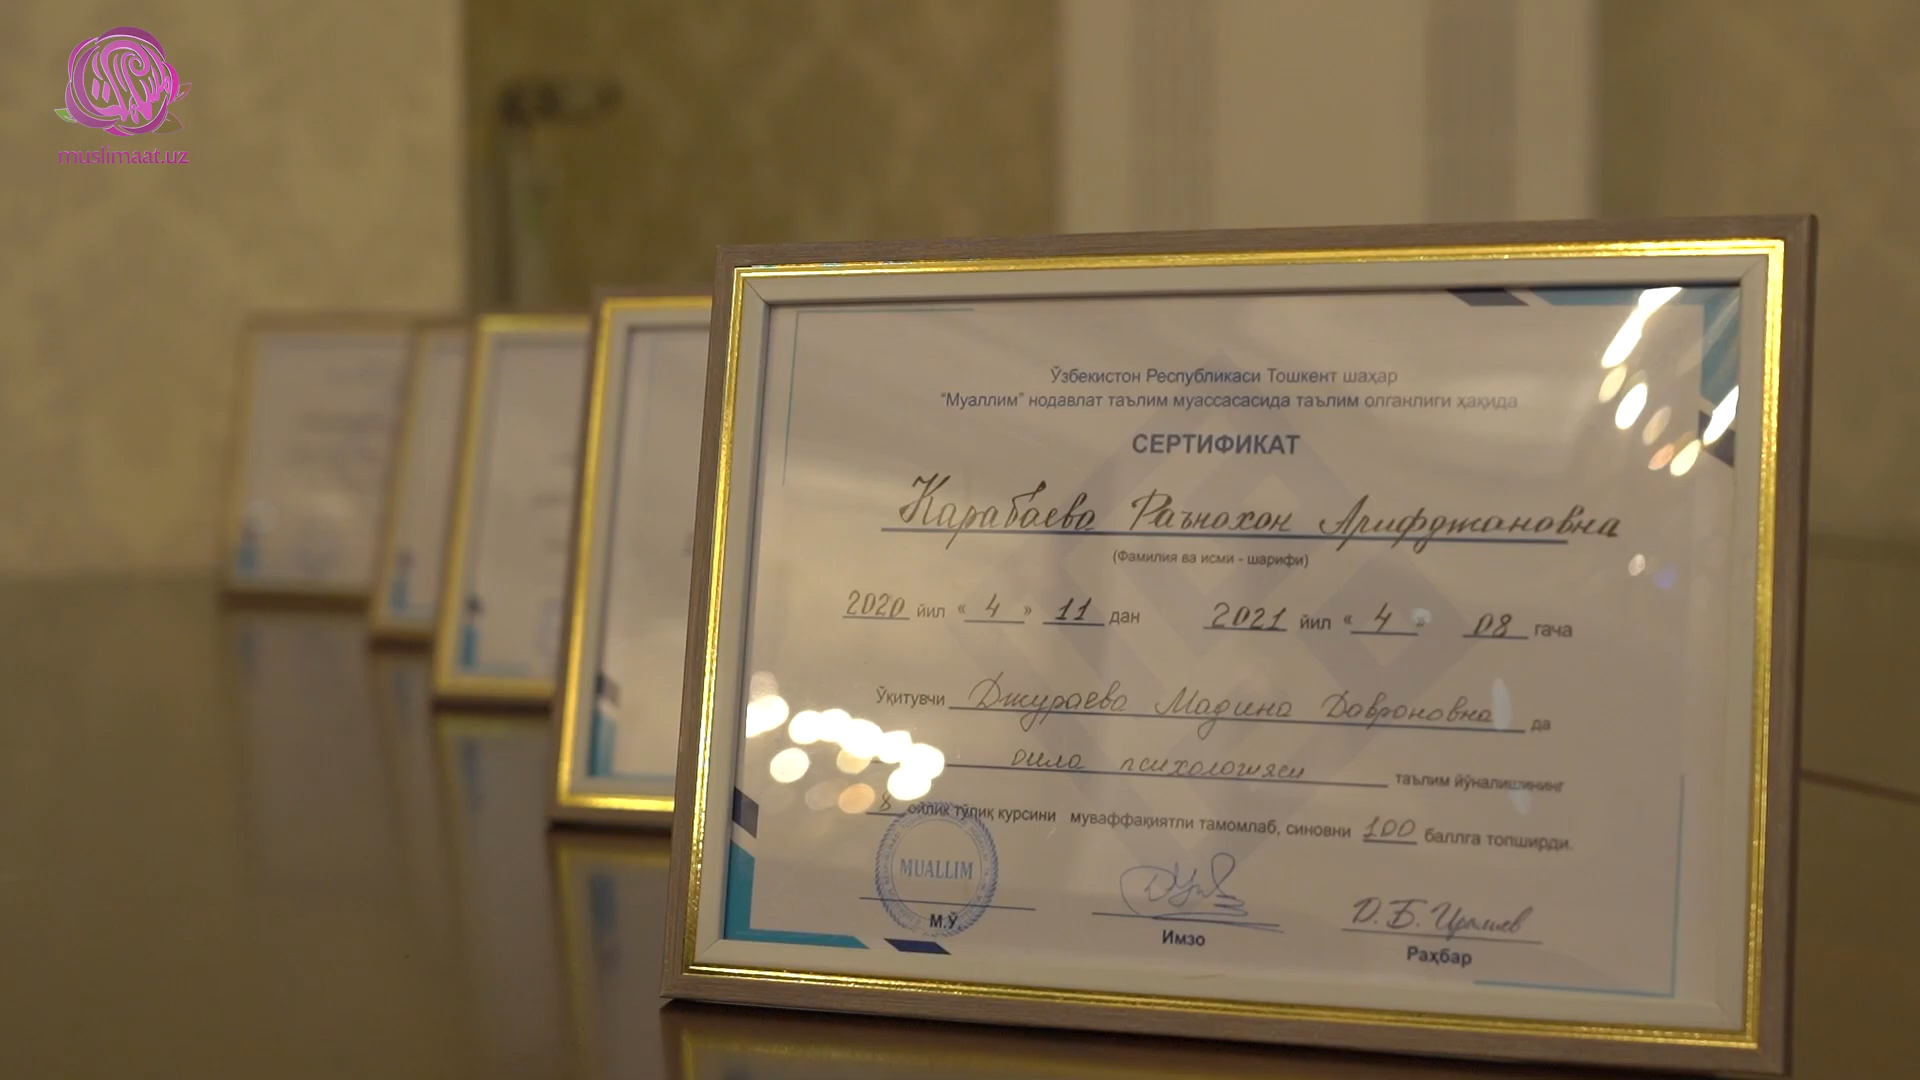 muslimaat.uz
Ўзбекистон Республикаси Тошкент шаҳар
“Муаллим” нодавлат таълим муассасасида таълим олганлиги ҳақида
СЕРТИФИКАТ
Карабаева Раънохон Арифджановна
(Фамилия ва исми - шарифи)
2020 йил « 4 » 11 дан 2021 йил « 4 » 08 гача
Ўқитувчи Джураева Мадина Давроновна да
оила психологияси таълим йўналишининг
8 ойлик тўлиқ курсини муваффақиятли тамомлаб, синовни 100 баллга топширди.
MUALLIM
М.Ў.
Имзо
Д.Б.
Раҳбар